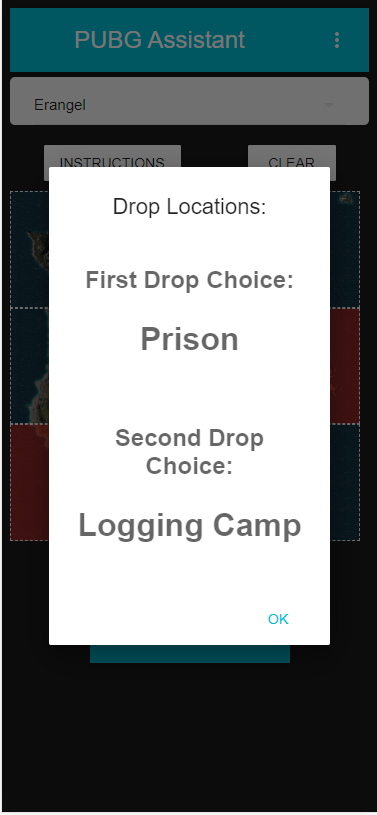 PUBG Assistant
Erangel
INSTRUCTIONS
CLEAR
Drop Locations:
First Drop Choice:
Prison
Second Drop
Choice:
Logging Camp
OK